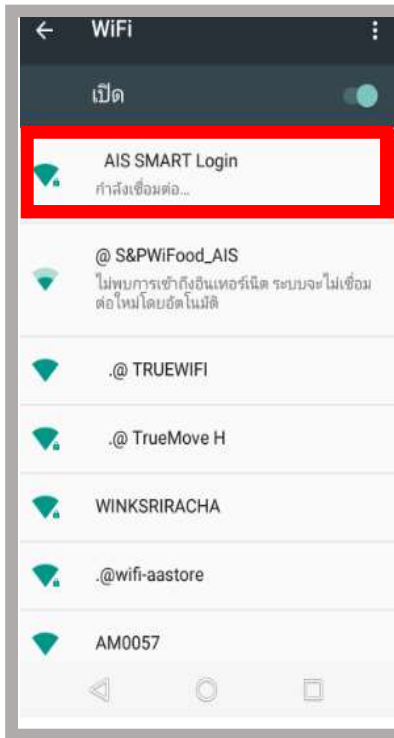 WiFi
เปิด
AIS SMART Login
กำลังเชื่อมต่อ...
@ S&PWiFood_AIS
ไม่พบการเข้าถึงอินเทอร์เน็ต ระบบจะไม่เชื่อม
ต่อใหม่โดยอัตโนมัติ
.@ TRUEWIFI
.@ TrueMove H
WINKSRIRACHA
.@wifi-aastore
AM0057